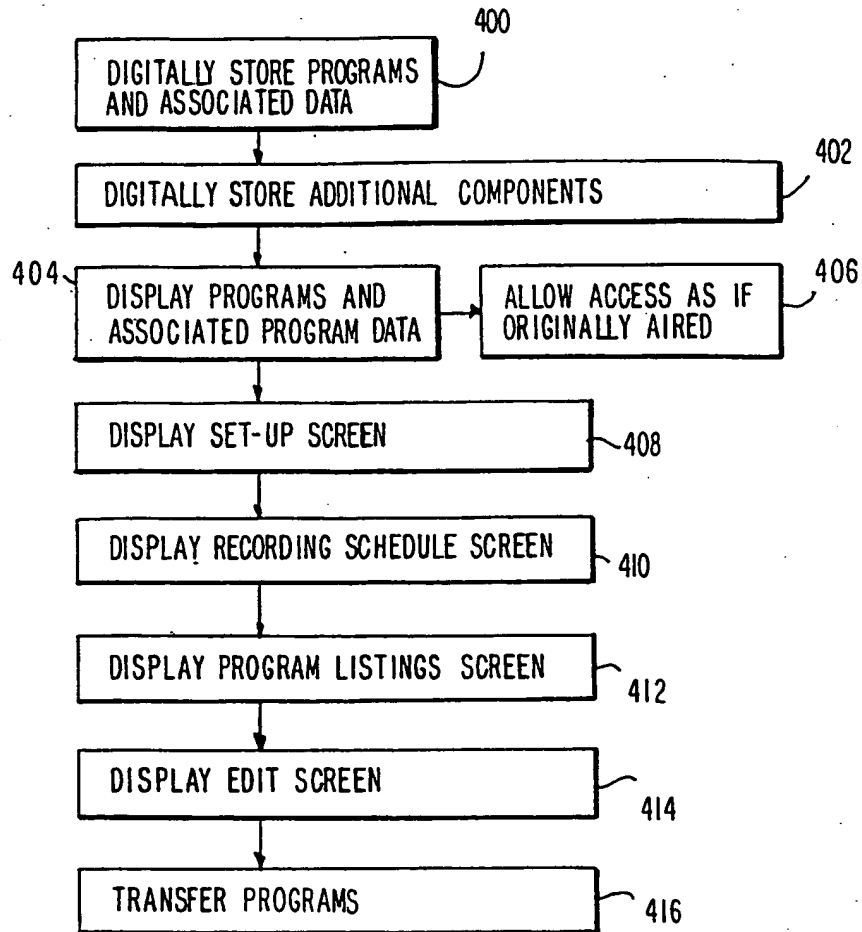 400
DIGITALLY STORE PROGRAMS
AND ASSOCIATED DATA
402
DIGITALLY STORE ADDITIONAL COMPONENTS
404
DISPLAY PROGRAMS AND
ASSOCIATED PROGRAM DATA
406
ALLOW ACCESS AS IF
ORIGINALLY AIRED
DISPLAY SET-UP SCREEN
408
DISPLAY RECORDING SCHEDULE SCREEN
410
DISPLAY PROGRAM LISTINGS SCREEN
412
DISPLAY EDIT SCREEN
414
TRANSFER PROGRAMS
416